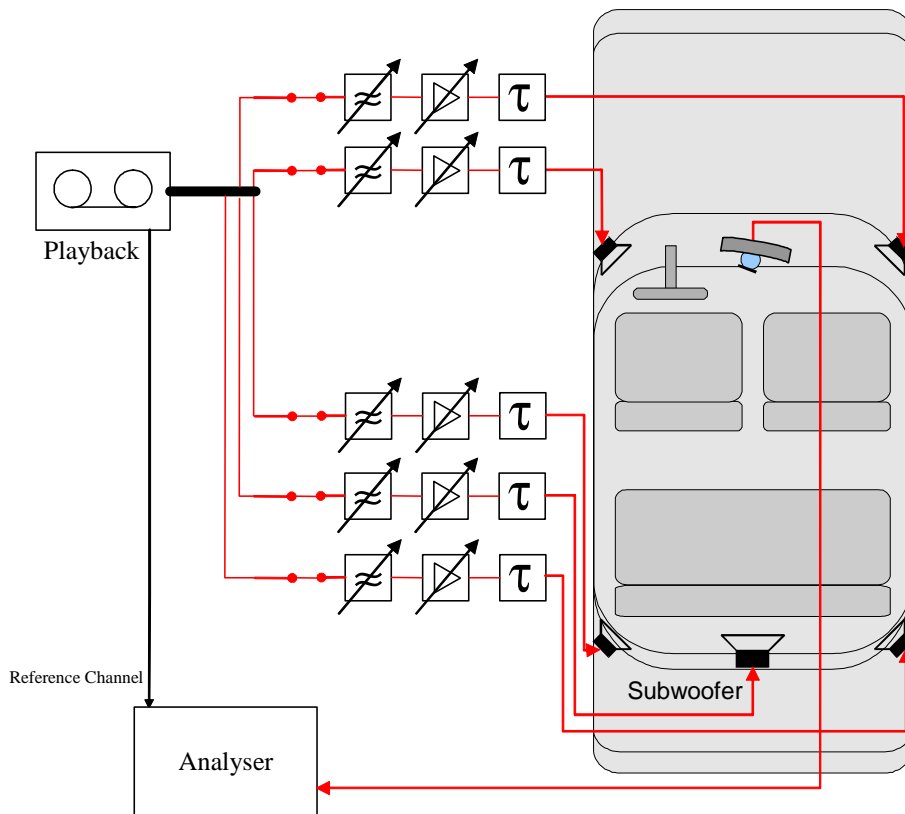 τ
τ
Playback
τ
τ
τ
Reference Channel
Subwoofer
Analyser